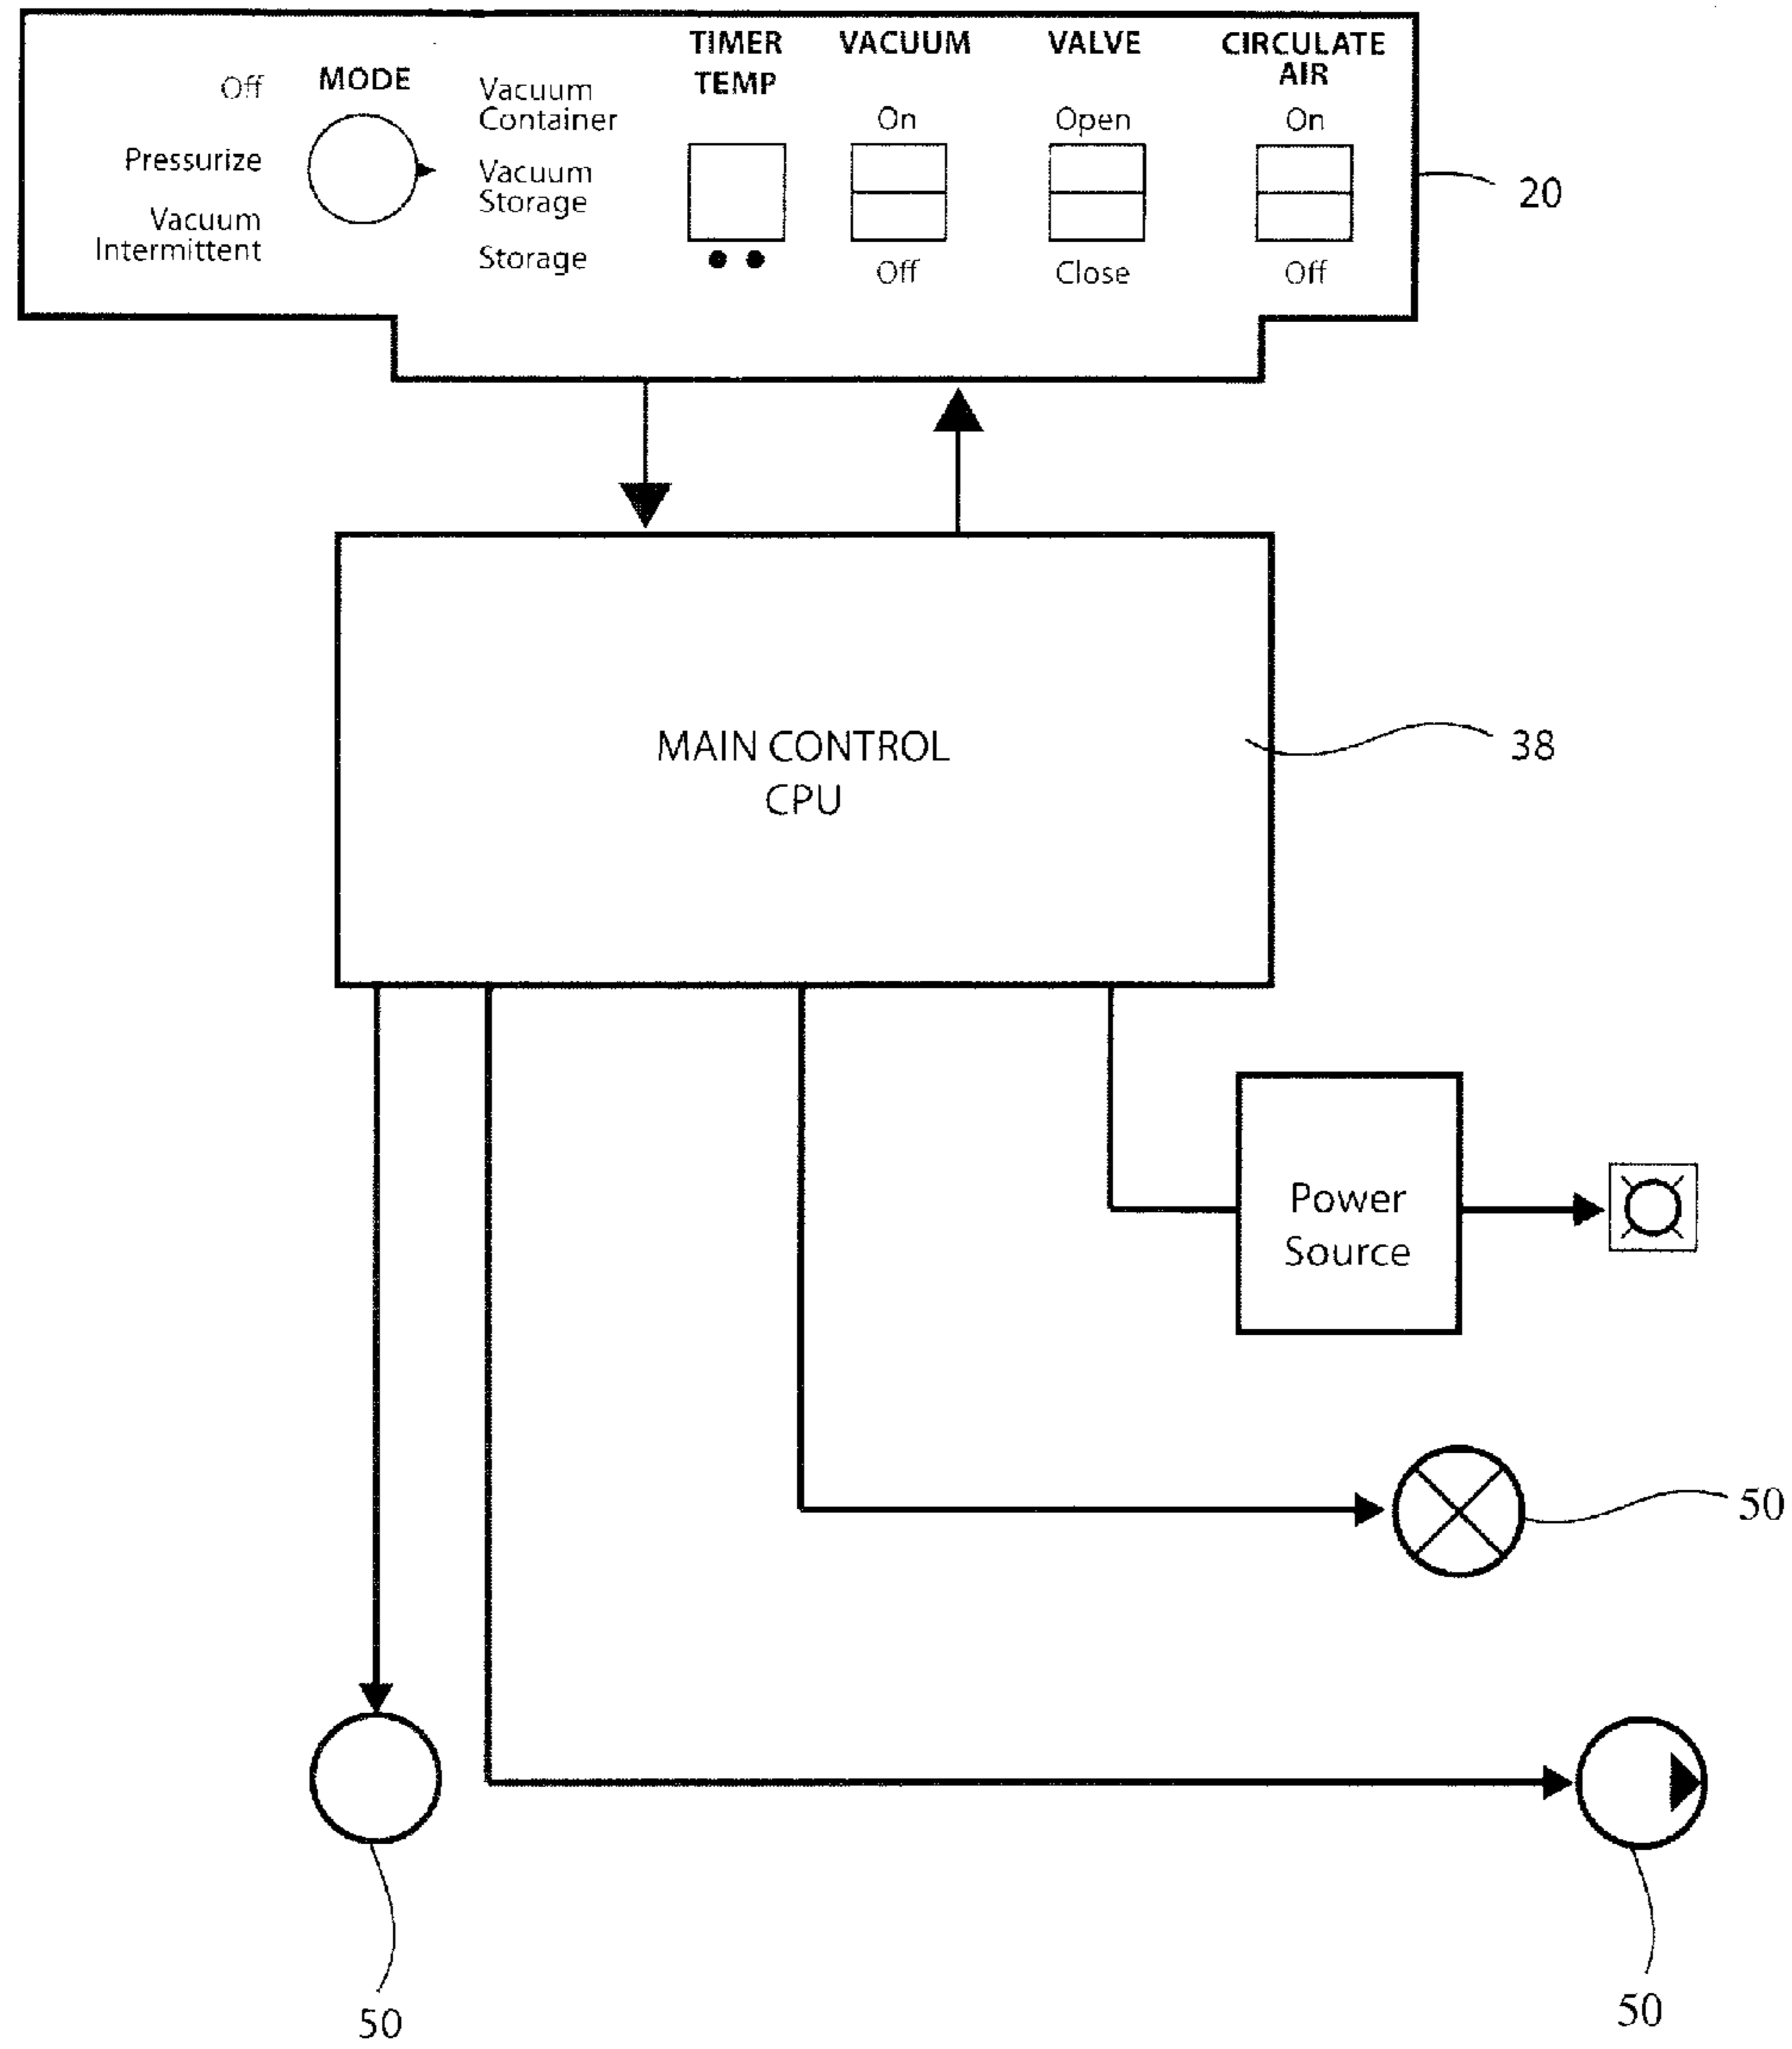 Off
Pressurize
Vacuum
Intermittent
MODE
Vacuum
Container
Vacuum
Storage
Storage
TIMER
TEMP
VACUUM
On
Off
VALVE
Open
Close
CIRCULATE
AIR
On
Off
20
MAIN CONTROL
CPU
38
Power
Source
50
50
50